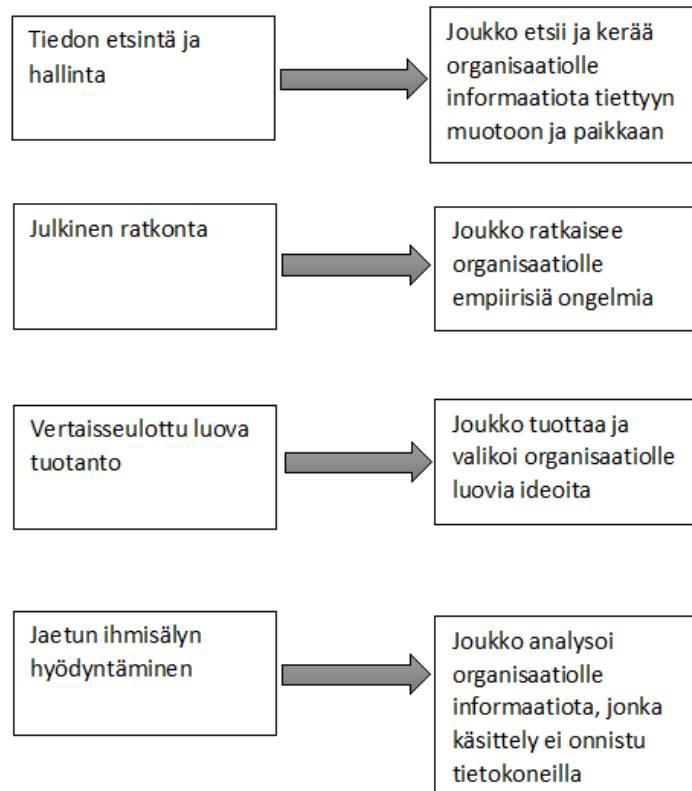 Tiedon etsintä ja
hallinta
Joukko etsii ja kerää
organisaatiolle
informaatiota tiettyyn
muotoon ja paikkaan
Julkinen ratkonta
Joukko ratkaisee
organisaatiolle
empiirisiä ongelmia
Vertaisseulottu luova
tuotanto
Joukko tuottaa ja
valikoi organisaatiolle
luovia ideoita
Jaetun ihmisälyn
hyödyntäminen
Joukko analysoi
organisaatiolle
informaatiota, jonka
käsittely ei onnistu
tietokoneilla